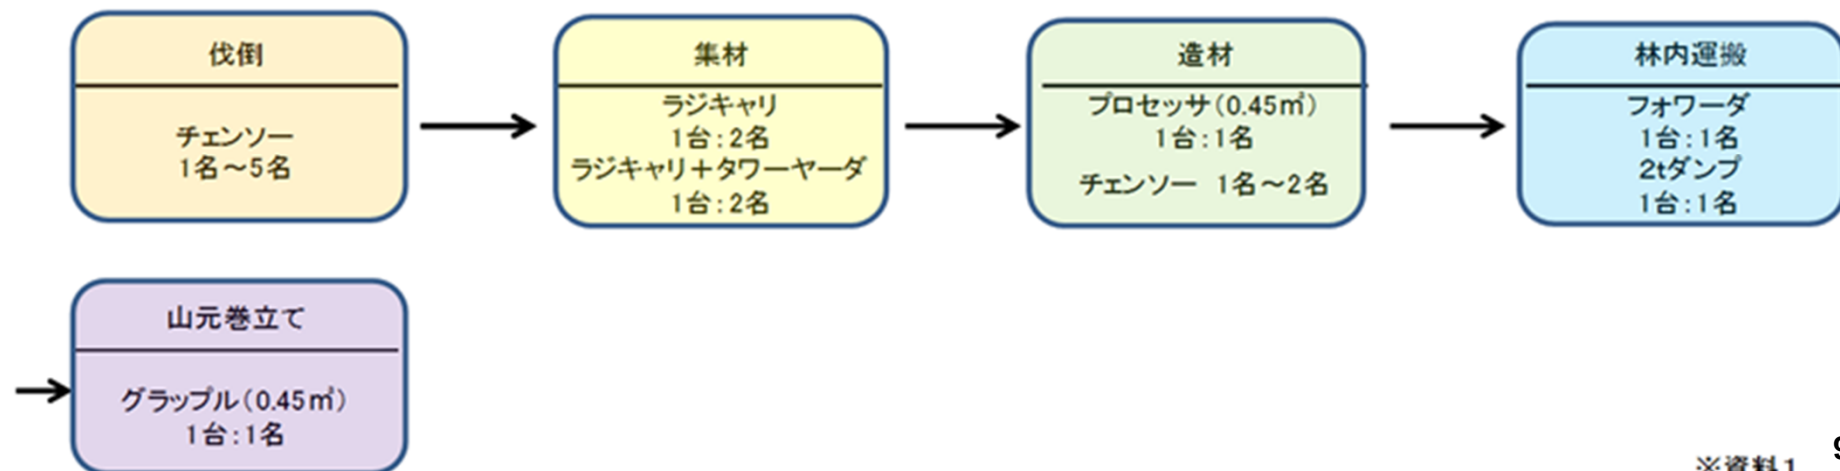 伐倒
チェンソー
1名～5名
集材
ラジキャリ
1台：2名
ラジキャリ＋タワーヤーダ
1台：2名
造材
プロセッサ（0.45㎥）
1台：1名
チェンソー　1名～2名
林内運搬
フォワーダ
1台：1名
2tダンプ
1台：1名
山元巻立て
グラップル（0.45㎥）
1台：1名
※資料1